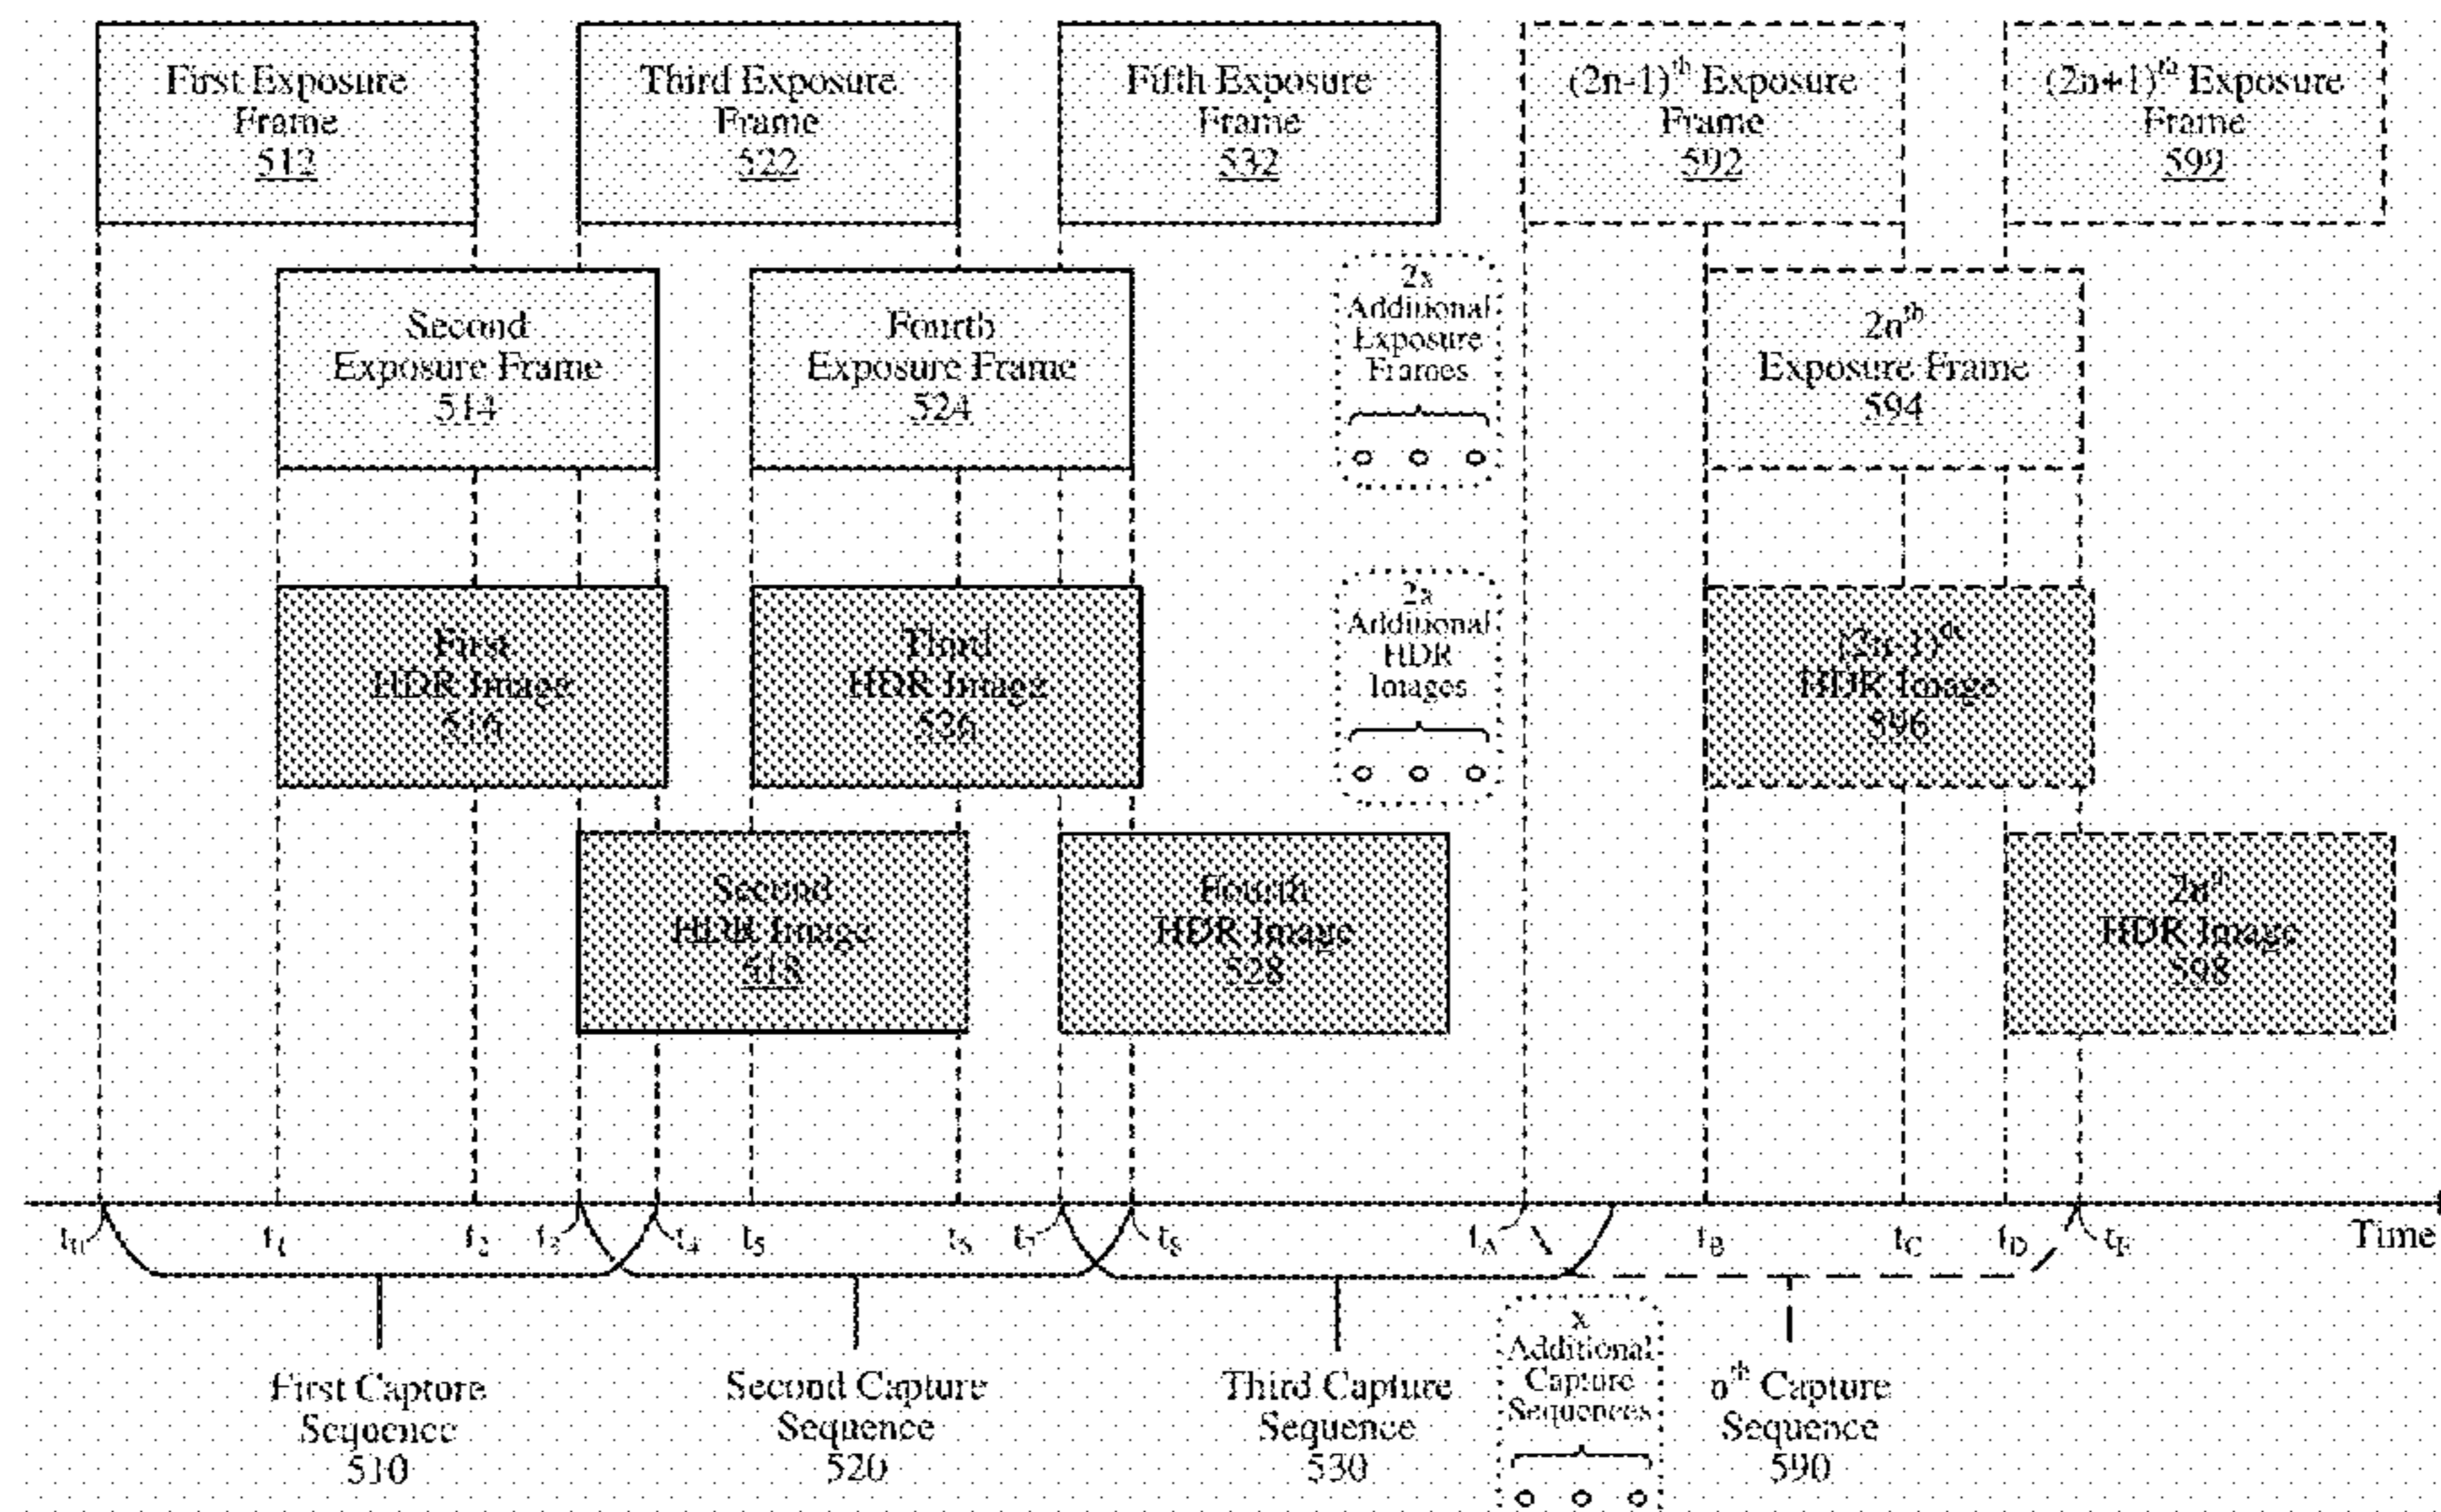 First Exposure
Frame
512
Third Exposure
Frame
522
Fifth Exposure
Frame
532
(2n-1)th Exposure
Frame
592
(2n+1)th Exposure
Frame
599
Second
Exposure Frame
514
Fourth
Exposure Frame
524
2x
Additional
Exposure
Frames
2nth
Exposure Frame
594
First
HDR Image
516
Third
HDR Image
526
2x
Additional
HDR
Images
(2n-1)th
HDR Image
596
Second
HDR Image
518
Fourth
HDR Image
528
2nth
HDR Image
598
t0 t1 t2 t3 t4 t5 t6 t7 t8 tA tB tC tD tE Time
First Capture
Sequence
510
Second Capture
Sequence
520
Third Capture
Sequence
530
x
Additional
Capture
Sequences
nth Capture
Sequence
590